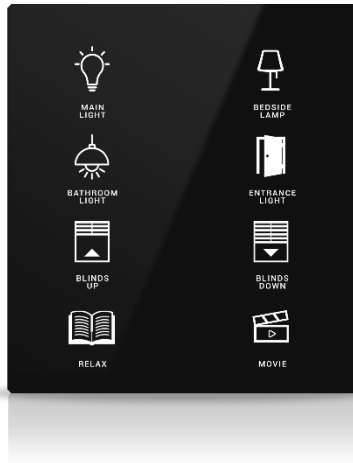 MAIN
LIGHT
BEDSIDE
LAMP
BATHROOM
LIGHT
ENTRANCE
LIGHT
BLINDS
UP
BLINDS
DOWN
RELAX
MOVIE